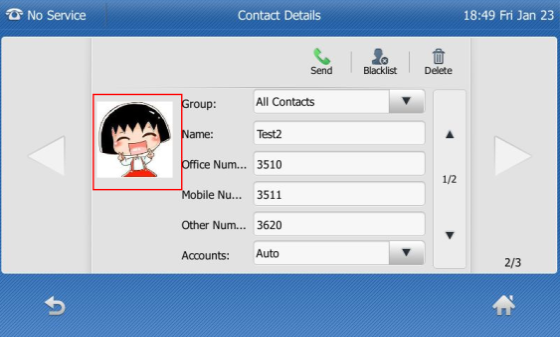 No Service Contact Details 18:49 Fri Jan 23
Send Blacklist Delete
Group: All Contacts
Name: Test2
Office Num... 3510
1/2
Mobile Nu... 3511
Other Num... 3620
Accounts: Auto
2/3